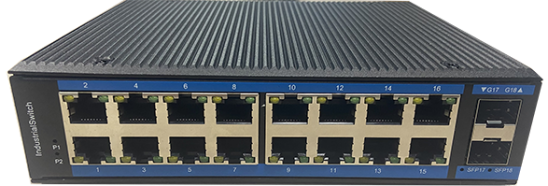 2 4 6 8 10 12 14 16 ▼G17 G18▲
IndustrialSwitch
P1
P2
1 3 5 7 9 11 13 15 SFP17 SFP18